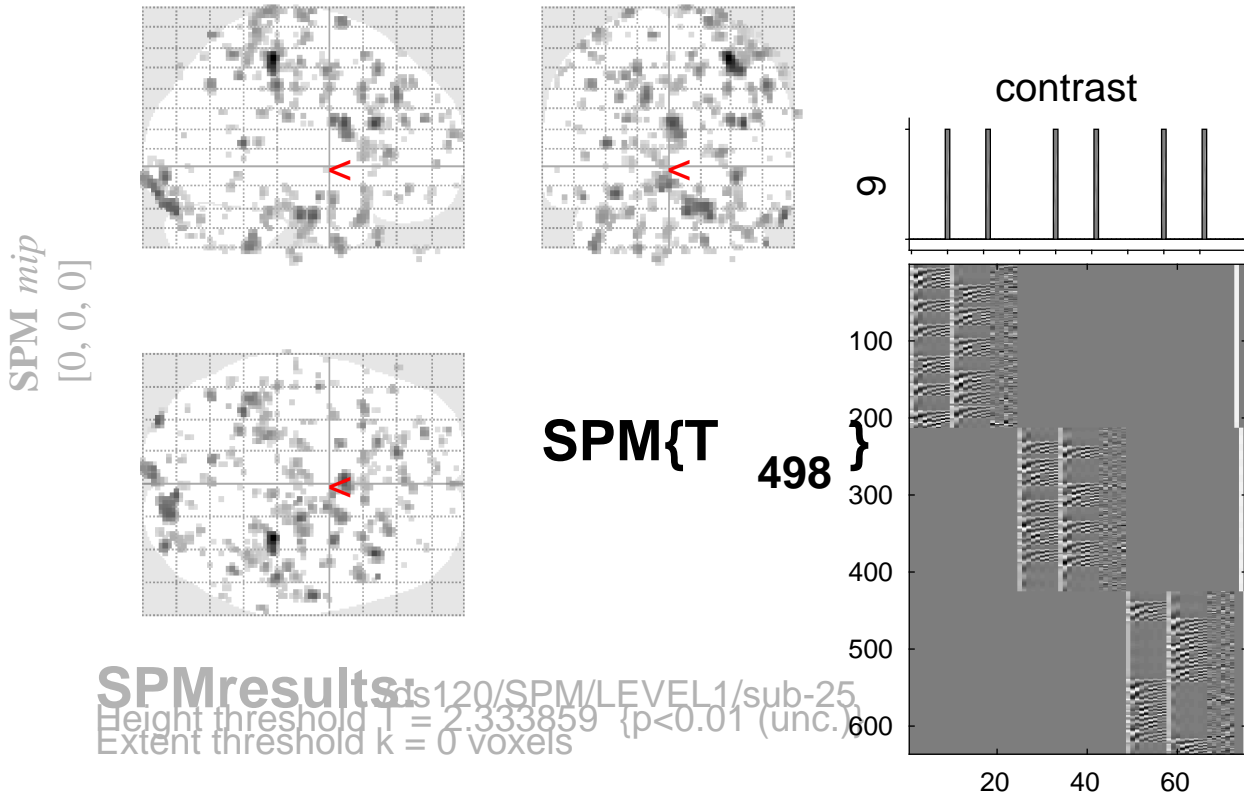 SPM mip
[0, 0, 0]
<
<
<
SPM{T498}
contrast
9
100
200
300
400
500
600
20
40
60
SPMresults: /ds120/SPM/LEVEL1/sub-25
Height threshold T = 2.333859 {p<0.01 (unc.)}
Extent threshold k = 0 voxels